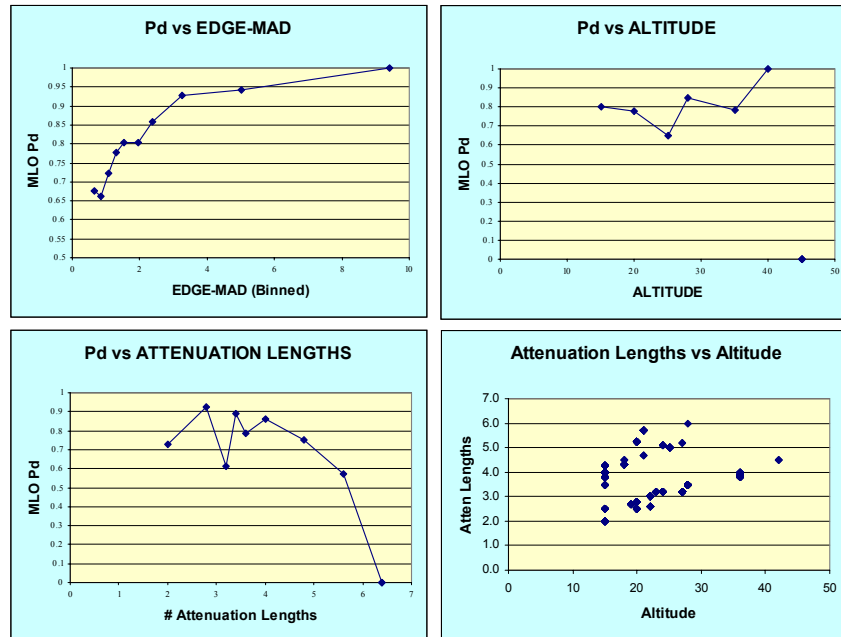 Pd vs EDGE-MAD
1
0.95
0.9
0.85
0.8
0.75
0.7
0.65
0.6
0.55
0.5
MLO Pd
0 2 4 6 8 10
EDGE-MAD (Binned)
Pd vs ALTITUDE
1
0.9
0.8
0.7
0.6
0.5
0.4
0.3
0.2
0.1
0
MLO Pd
0 10 20 30 40 50
ALTITUDE
Pd vs ATTENUATION LENGTHS
1
0.9
0.8
0.7
0.6
0.5
0.4
0.3
0.2
0.1
0
MLO Pd
0 1 2 3 4 5 6 7
# Attenuation Lengths
Attenuation Lengths vs Altitude
7.0
6.0
5.0
4.0
3.0
2.0
1.0
0.0
Atten Lengths
0 10 20 30 40 50
Altitude